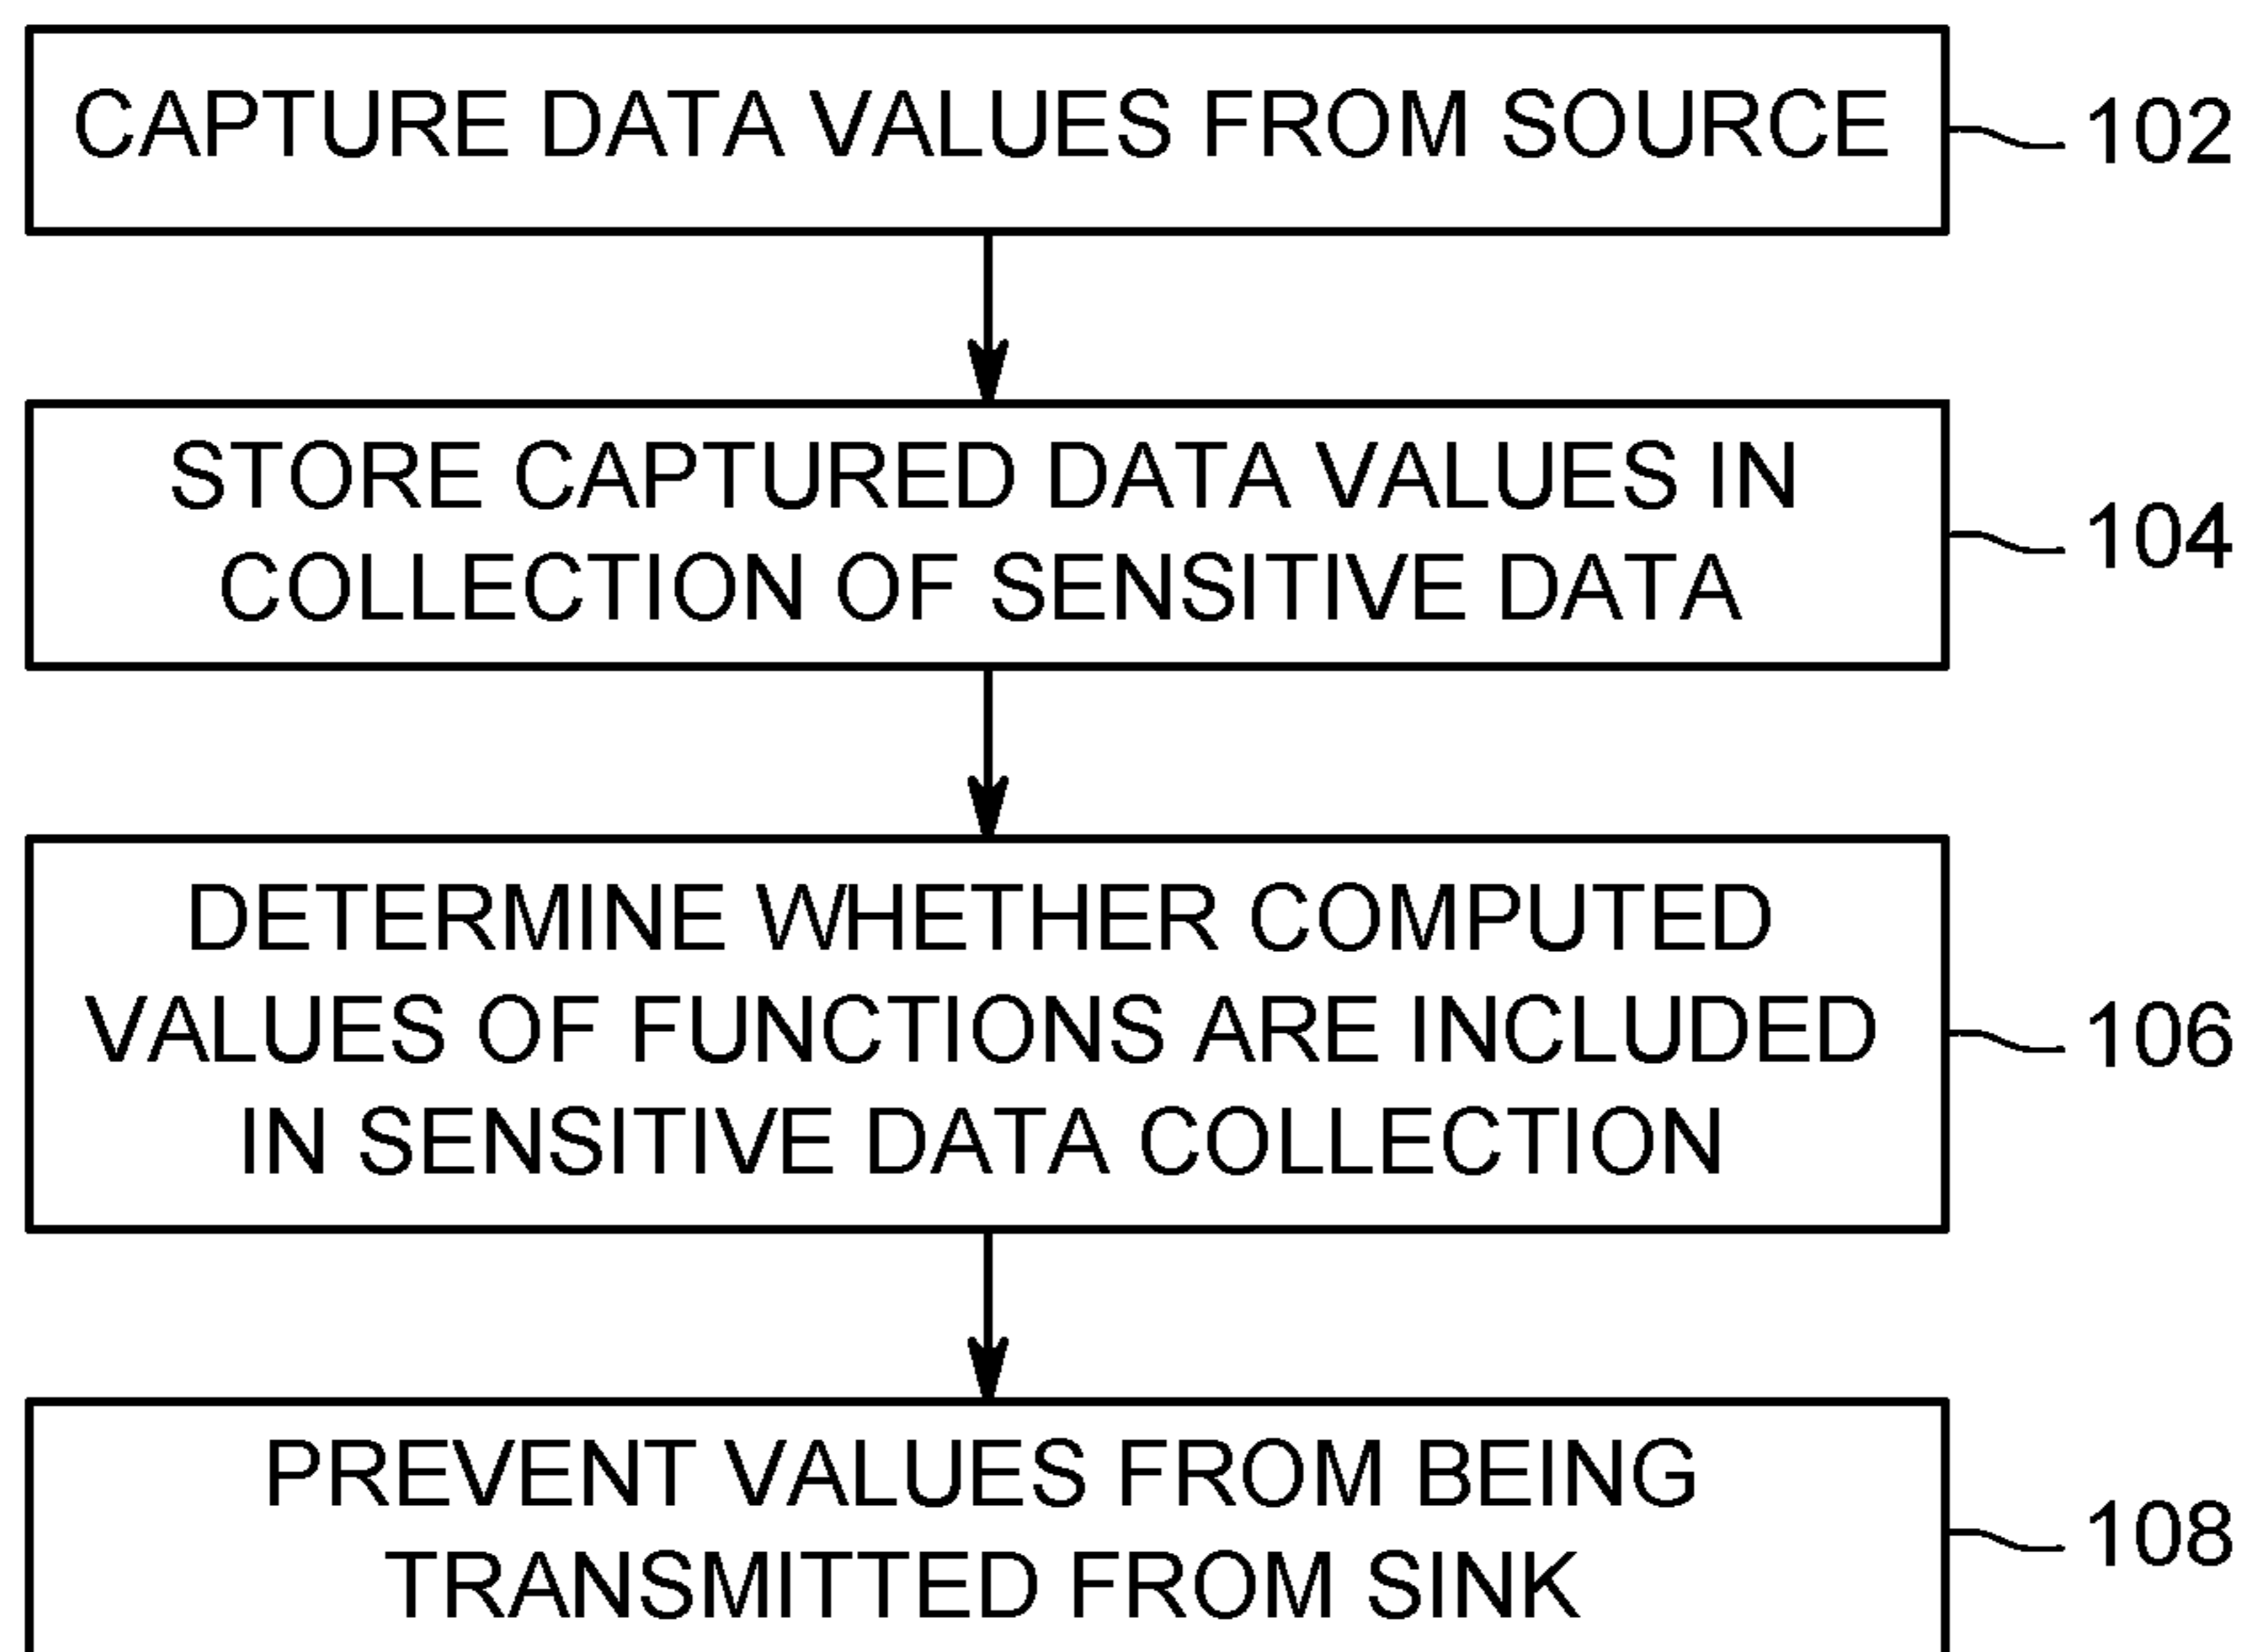 CAPTURE DATA VALUES FROM SOURCE
102
STORE CAPTURED DATA VALUES IN
COLLECTION OF SENSITIVE DATA
104
DETERMINE WHETHER COMPUTED
VALUES OF FUNCTIONS ARE INCLUDED
IN SENSITIVE DATA COLLECTION
106
PREVENT VALUES FROM BEING
TRANSMITTED FROM SINK
108